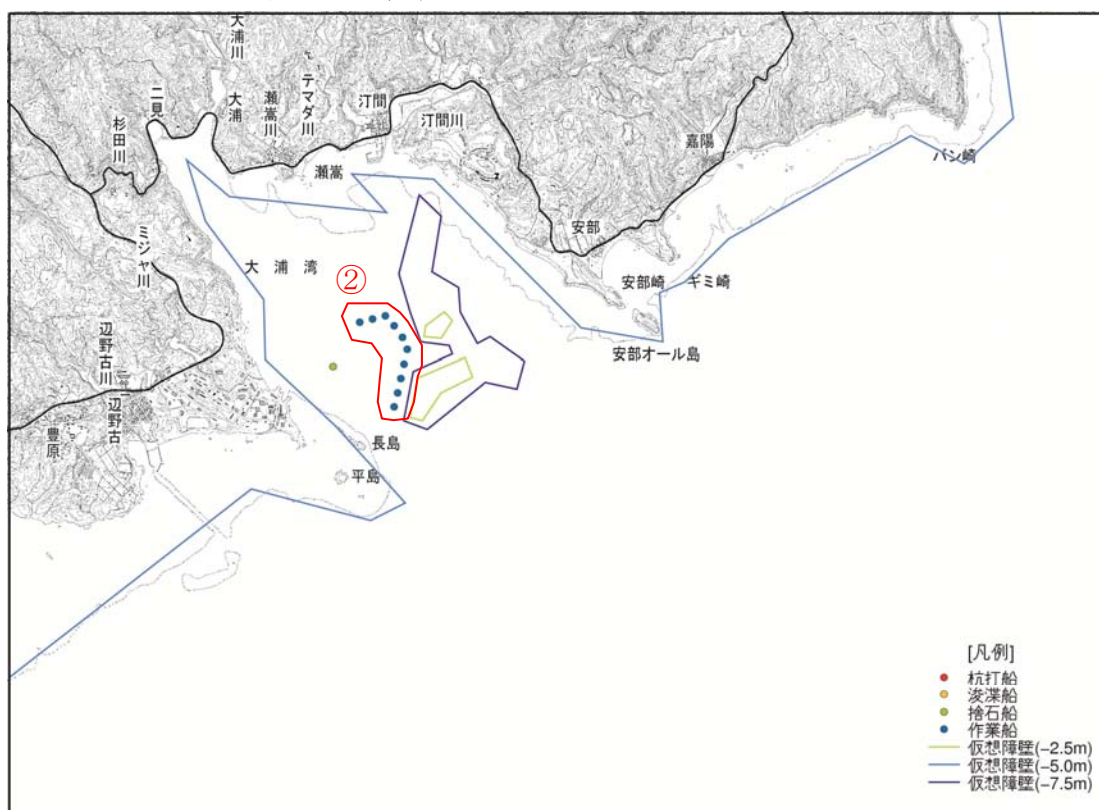 大浦川
二見
杉田川
大浦
瀬嵩川
テマダ川
汀間
汀間川
嘉陽
バン崎
瀬嵩
ミジャ川
大浦湾
②
安部
安部崎
ギミ崎
安部オール島
辺野古川
辺野古
豊原
長島
平島
[凡例]
杭打船
浚渫船
捨石船
作業船
仮想障壁(-2.5m)
仮想障壁(-5.0m)
仮想障壁(-7.5m)